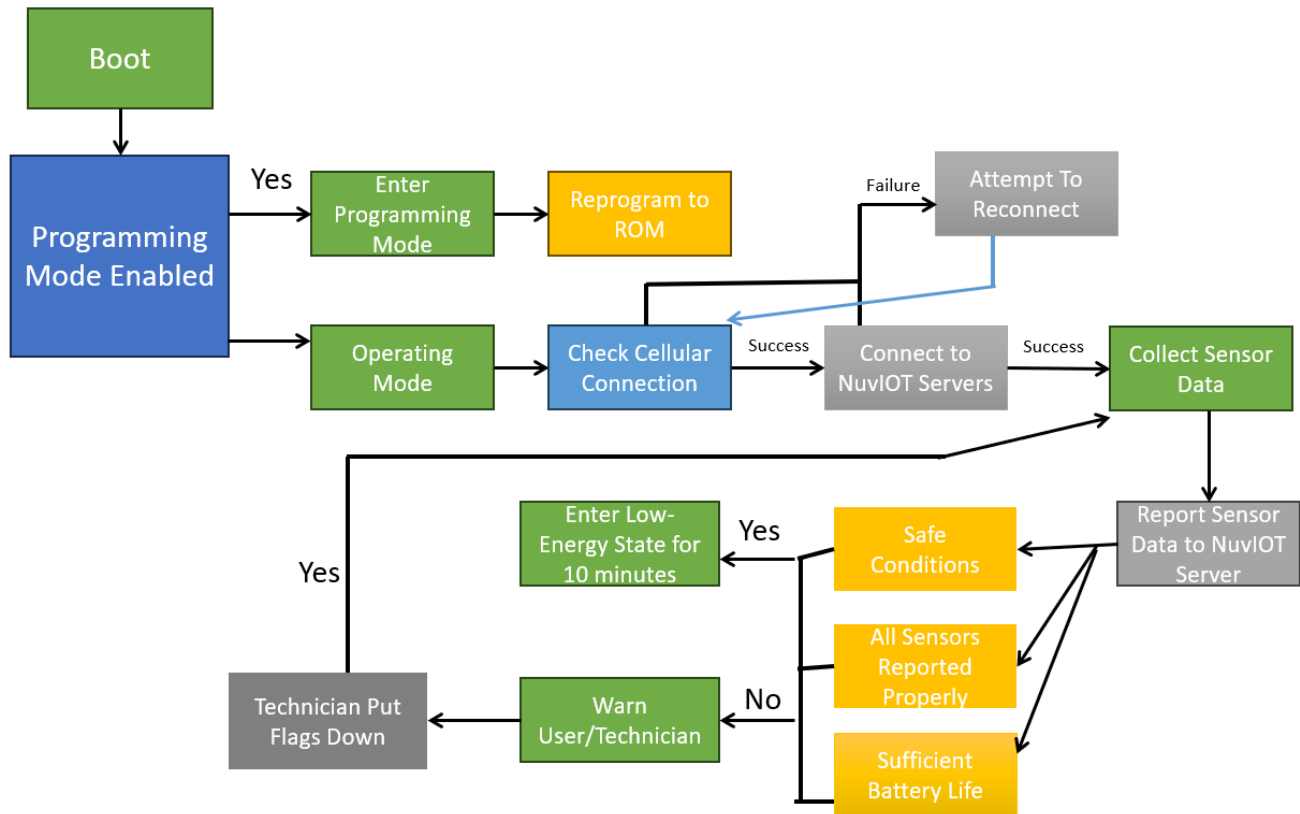 Boot
Programming
Mode Enabled
Yes
Enter
Programming
Mode
Reprogram to
ROM
Failure
Attempt To
Reconnect
Operating
Mode
Check Cellular
Connection
Success
Connect to
NuvIOT Servers
Success
Collect Sensor
Data
Report Sensor
Data to NuvIOT
Server
Safe
Conditions
All Sensors
Reported
Properly
Sufficient
Battery Life
Yes
Enter Low-
Energy State for
10 minutes
No
Warn
User/Technician
Technician Put
Flags Down
Yes